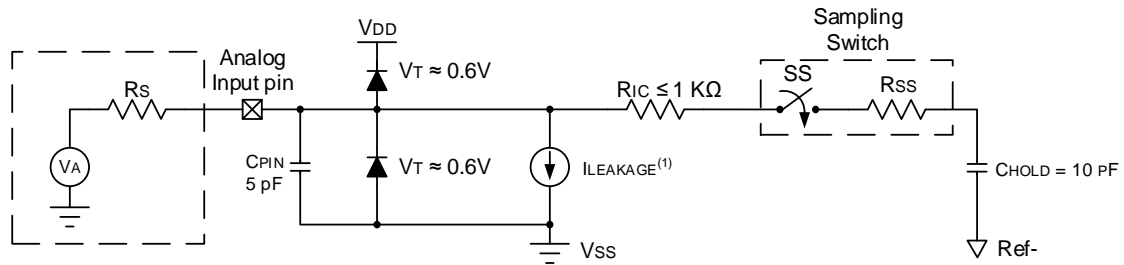 Sampling
Switch
VDD
Analog
Input pin
VT ≈ 0.6V
SS
RS
RIC ≤ 1 KΩ
RSS
VA
CPIN
5 pF
VT ≈ 0.6V
ILEAKAGE(1)
CHOLD = 10 PF
VSS
Ref-